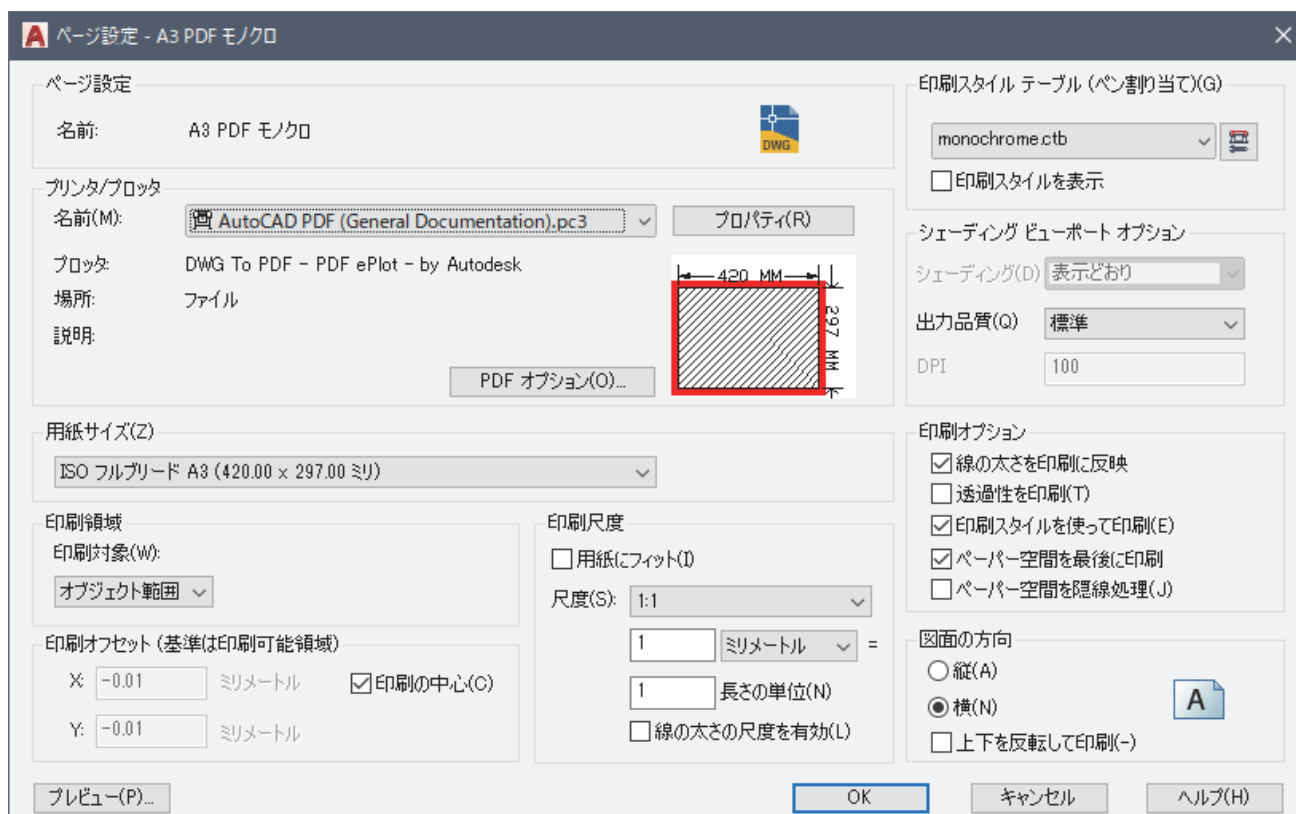 ページ設定 - A3 PDF モノクロ
ページ設定
名前: A3 PDF モノクロ
DWG
プリンタ/プロッタ
名前(M): AutoCAD PDF (General Documentation).pc3 プロパティ(R)
プロッタ: DWG To PDF - PDF ePlot - by Autodesk
場所: ファイル
説明:
420 MM
297 MM
PDF オプション(O)...
用紙サイズ(Z)
ISO フルブリード A3 (420.00 x 297.00 ミリ)
印刷領域
印刷対象(W):
オブジェクト範囲
印刷オフセット (基準は印刷可能領域)
X: -0.01 ミリメートル 印刷の中心(C)
Y: -0.01 ミリメートル
印刷尺度
用紙にフィット(I)
尺度(S): 1:1
1 ミリメートル =
1 長さの単位(N)
線の太さの尺度を有効(L)
印刷スタイル テーブル (ペン割り当て)(G)
monochrome.ctb
印刷スタイルを表示
シェーディング ビューポート オプション
シェーディング(D) 表示どおり
出力品質(Q) 標準
DPI 100
印刷オプション
線の太さを印刷に反映
透過性を印刷(T)
印刷スタイルを使って印刷(E)
ペーパー空間を最後に印刷
ペーパー空間を隠線処理(J)
図面の方向
縦(A)
横(N)
A
上下を反転して印刷(-)
プレビュー(P)... OK キャンセル ヘルプ(H)